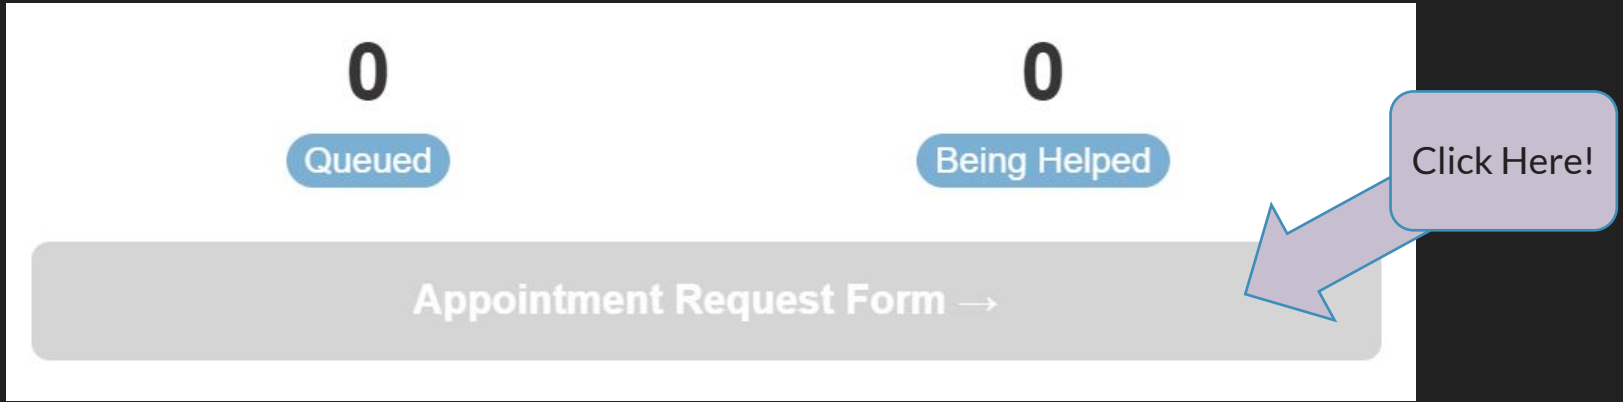 0
Queued
0
Being Helped
Click Here!
Appointment Request Form →